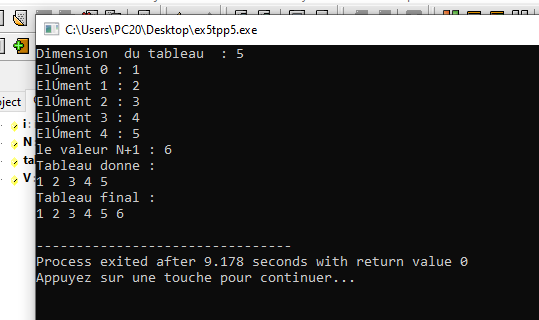 C:\Users\PC20\Desktop\ex5tpp5.exe
Dimension  du tableau  : 5
ElÚment 0 : 1
ElÚment 1 : 2
ElÚment 2 : 3
ElÚment 3 : 4
ElÚment 4 : 5
le valeur N+1 : 6
Tableau donne :
1 2 3 4 5
Tableau final :
1 2 3 4 5 6
--------------------------------
Process exited after 9.178 seconds with return value 0
Appuyez sur une touche pour continuer...
ject
i :
N
ta
V